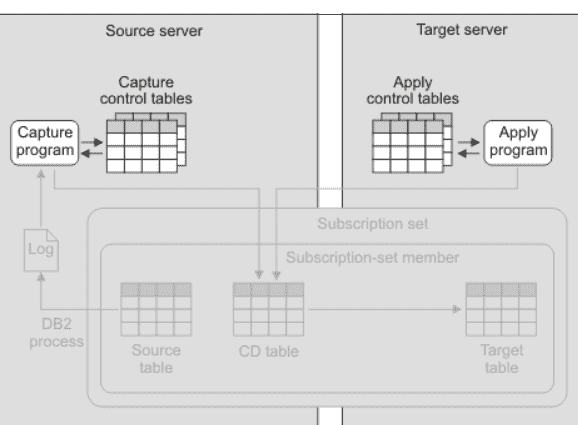 Source server
Target server
Capture
control tables
Apply
control tables
Capture
program
Apply
program
Subscription set
Log
Subscription-set member
DB2
process
Source
table
CD table
Target
table